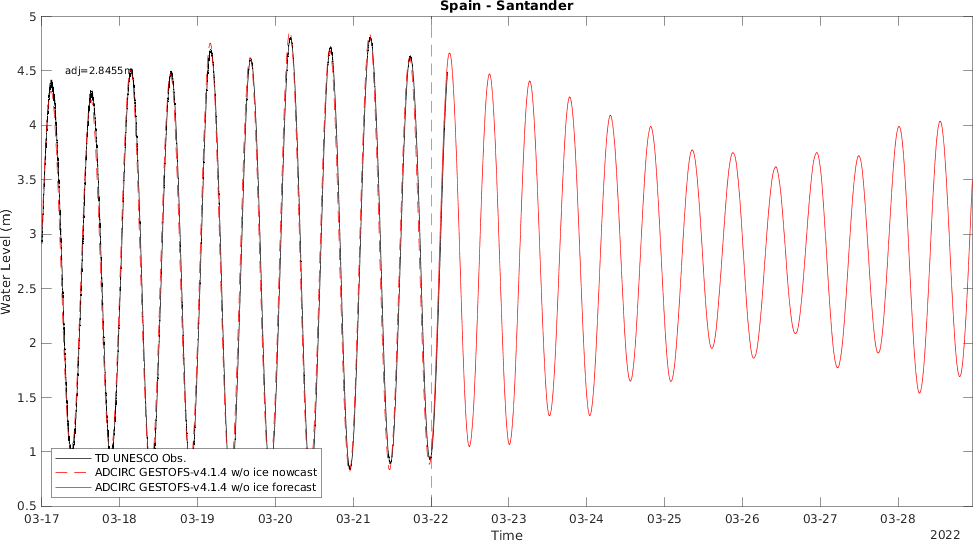 Spain - Santander
adj=2.8455m
5
4.5
4
3.5
3
2.5
2
1.5
1
0.5
Water Level (m)
TD UNESCO Obs.
ADCIRC GESTOFS-v4.1.4 w/o ice nowcast
ADCIRC GESTOFS-v4.1.4 w/o ice forecast
03-17 03-18 03-19 03-20 03-21 03-22 03-23 03-24 03-25 03-26 03-27 03-28
Time
2022